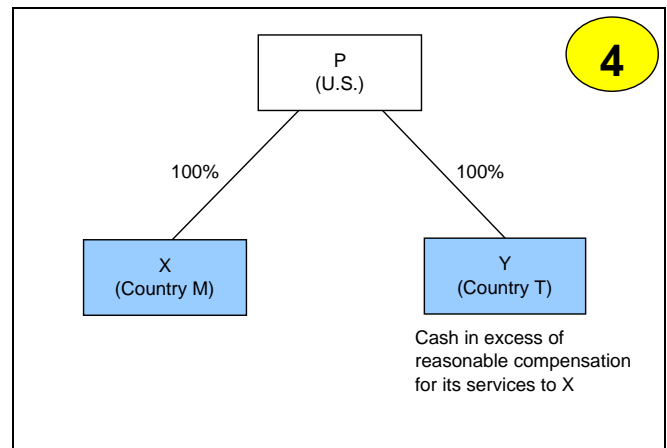 P
(U.S.)
4
100%
100%
X
(Country M)
Y
(Country T)
Cash in excess of
reasonable compensation
for its services to X